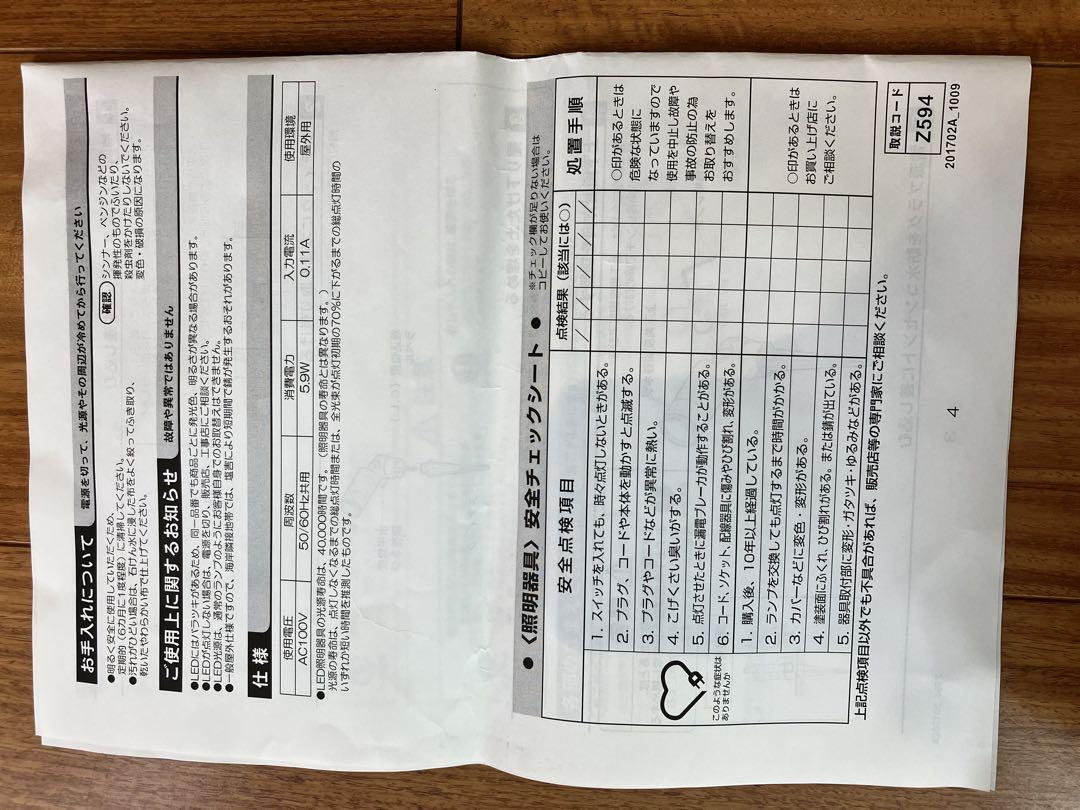 お手入れについて 電源を切って、光源やその周辺が冷めてから行ってください
●明るく安全に使用していただくため、
定期的（6カ月に1度程度）に清掃してください。
●汚れがひどい場合は、石けん水に浸した布をよく絞ってふき取り、
乾いたやわらかい布で仕上げてください。
確認
シンナー、ベンジンなどの
揮発性のものでふいたり、
殺虫剤をかけたりしないでください。
変色・破損の原因になります。
ご使用上に関するお知らせ 故障や異常ではありません
●LEDにはバラツキがあるため、同一品番でも商品ごとに発光色、明るさが異なる場合があります。
●LEDが点灯しない場合は、電源を切り、販売店、工事店にご相談ください。
●LED光源は、通常のランプのようにお客様自身でのお取替えはできません。
●一般屋外仕様ですので、海岸隣接地帯では、塩害により短期間で錆が発生するおそれがあります。
仕様
使用電圧 周波数 消費電力 入力電流 使用環境
AC100V 50/60Hz共用 5.9W 0.11A 屋外用
●LED照明器具の光源寿命は、40,000時間です。（照明器具の寿命とは異なります。）
光源の寿命は、点灯しなくなるまでの総点灯時間または、全光束が点灯初期の70%に下がるまでの総点灯時間の
いずれか短い時間を推測したものです。
●〈照明器具〉安全チェックシート●
※チェック欄が足りない場合は
コピーしてお使いください。
安全点検項目 点検結果（該当には○） 処置手順
/ / / / / /
このような症状は
ありませんか
1. スイッチを入れても、時々点灯しないときがある。
2. プラグ、コードや本体を動かすと点滅する。
3. プラグやコードなどが異常に熱い。
4. こげくさい臭いがする。
5. 点灯させたときに漏電ブレーカが動作することがある。
6. コード、ソケット、配線器具に傷みやひび割れ、変形がある。
○印があるときは
危険な状態に
なっていますので
使用を中止し故障や
事故の防止の為
お取り替えを
おすすめします。
1. 購入後、10年以上経過している。
2. ランプを交換しても点灯するまで時間がかかる。
3. カバーなどに変色・変形がある。
4. 塗装面にふくれ、ひび割れがある。または錆が出ている。
5. 器具取付部に変形・ガタツキ・ゆるみなどがある。
○印があるときは
お買い上げ店に
ご相談ください。
上記点検項目以外でも不具合があれば、販売店等の専門家にご相談ください。
4
取説コード
Z594
201702A_1009